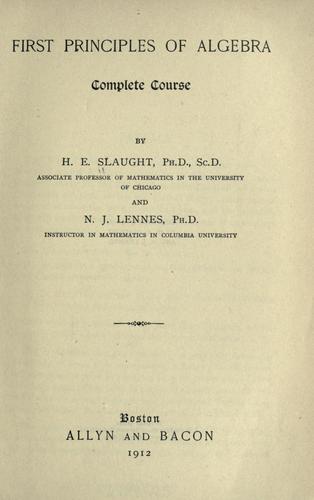 FIRST PRINCIPLES OF ALGEBRA
Complete Course
BY
H. E. SLAUGHT, PH.D., SC.D.
ASSOCIATE PROFESSOR OF MATHEMATICS IN THE UNIVERSITY
OF CHICAGO
AND
N. J. LENNES, PH.D.
INSTRUCTOR IN MATHEMATICS IN COLUMBIA UNIVERSITY
Boston
ALLYN AND BACON
1912